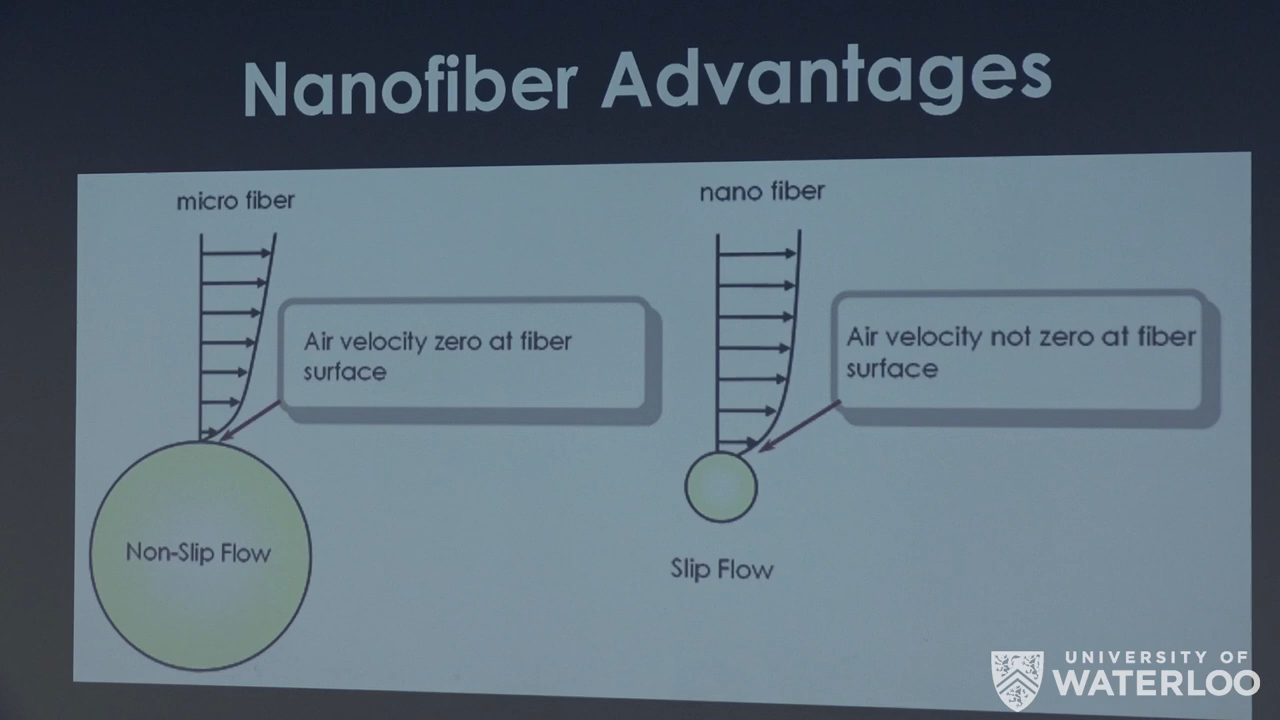 Nanofiber Advantages
micro fiber
Air velocity zero at fiber
surface
Non-Slip Flow
nano fiber
Air velocity not zero at fiber
surface
Slip Flow
UNIVERSITY OF
WATERLOO